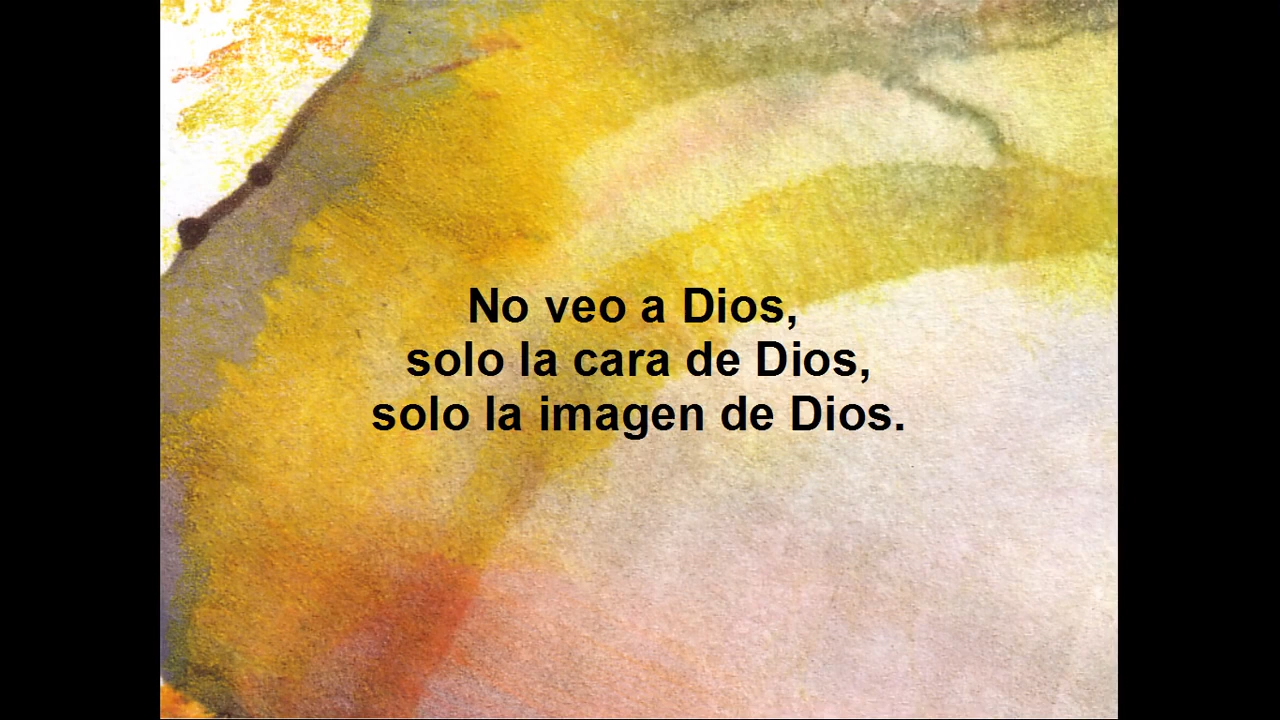 No veo a Dios,
solo la cara de Dios,
solo la imagen de Dios.